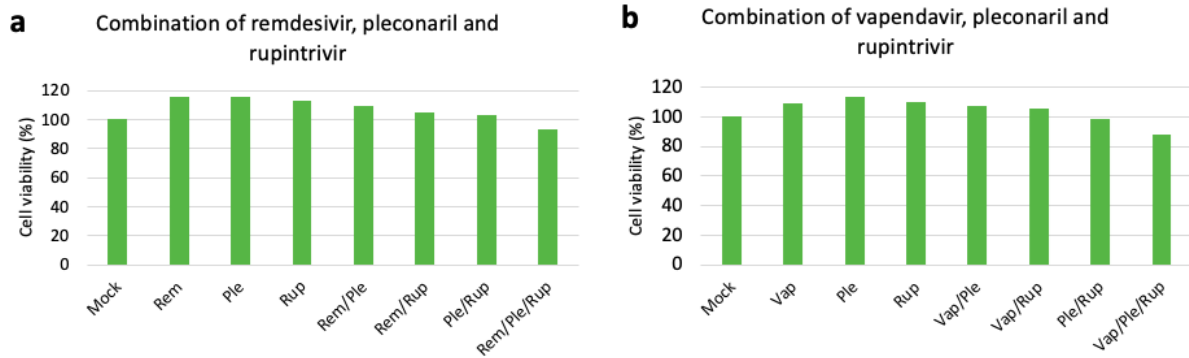 a
Combination of remdesivir, pleconaril and
rupintrivir
Cell viability (%)
120
100
80
60
40
20
0
Mock
Rem
Ple
Rup
Rem/Ple
Rem/Rup
Ple/Rup
Rem/Ple/Rup
b
Combination of vapendavir, pleconaril and
rupintrivir
Cell viability (%)
120
100
80
60
40
20
0
Mock
Vap
Ple
Rup
Vap/Ple
Vap/Rup
Ple/Rup
Vap/Ple/Rup